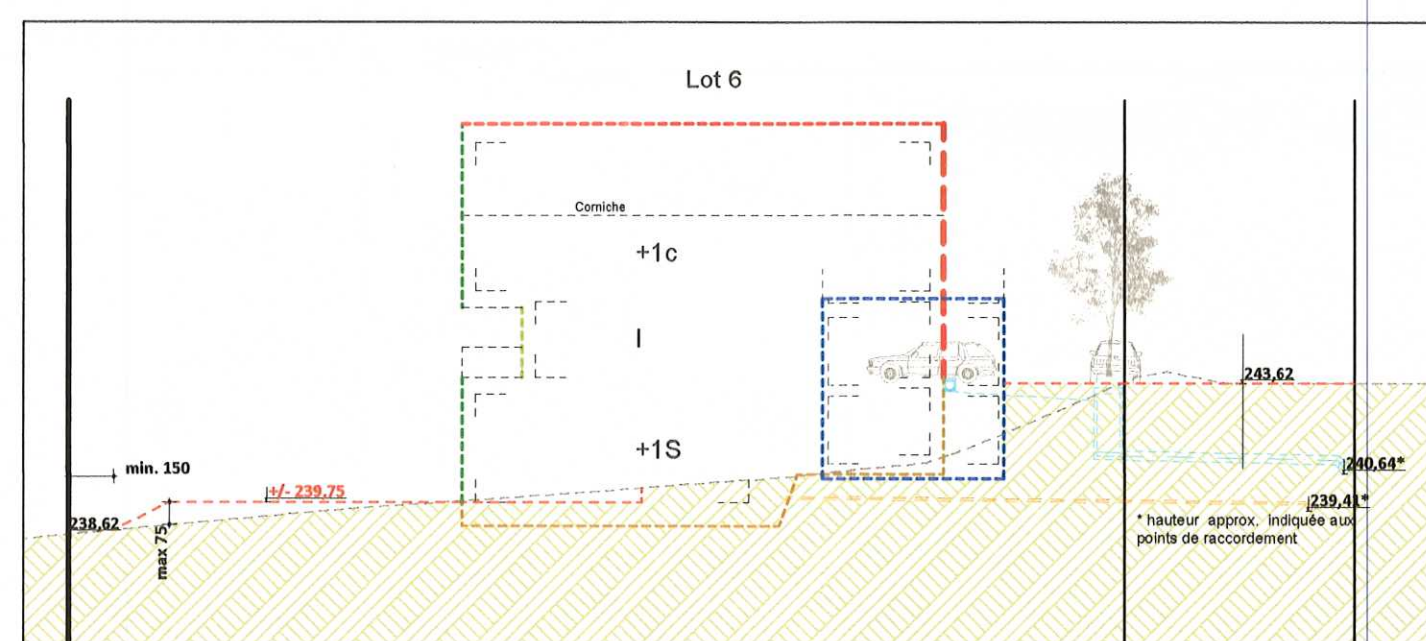 Lot 6
Corniche
+1c
I
+1S
243,62
min. 150
+/- 239,75
240,64*
239,41*
238,62
max 75
* hauteur approx. indiquée aux
points de raccordement